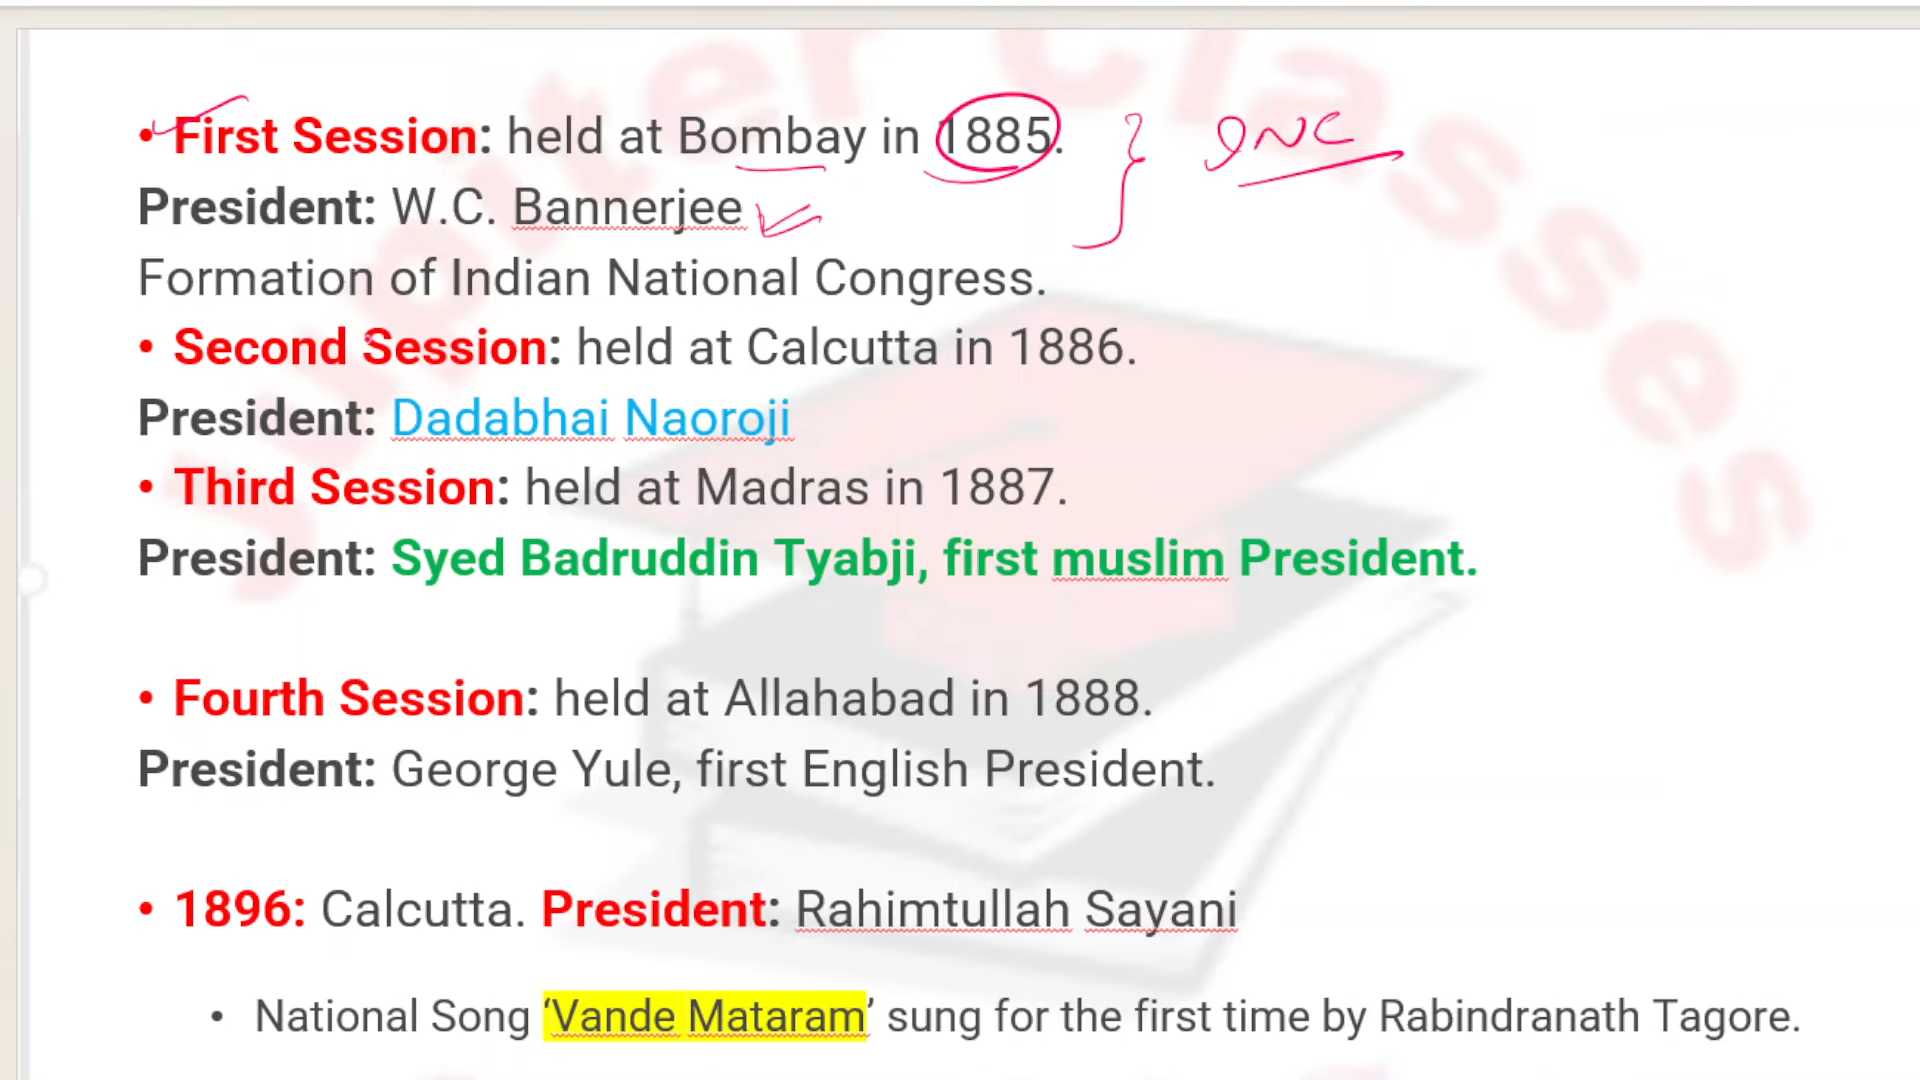 Jupiter Classes
• First Session: held at Bombay in 1885. } INC
President: W.C. Bannerjee
Formation of Indian National Congress.
• Second Session: held at Calcutta in 1886.
President: Dadabhai Naoroji
• Third Session: held at Madras in 1887.
President: Syed Badruddin Tyabji, first muslim President.
• Fourth Session: held at Allahabad in 1888.
President: George Yule, first English President.
• 1896: Calcutta. President: Rahimtullah Sayani
• National Song ‘Vande Mataram’ sung for the first time by Rabindranath Tagore.